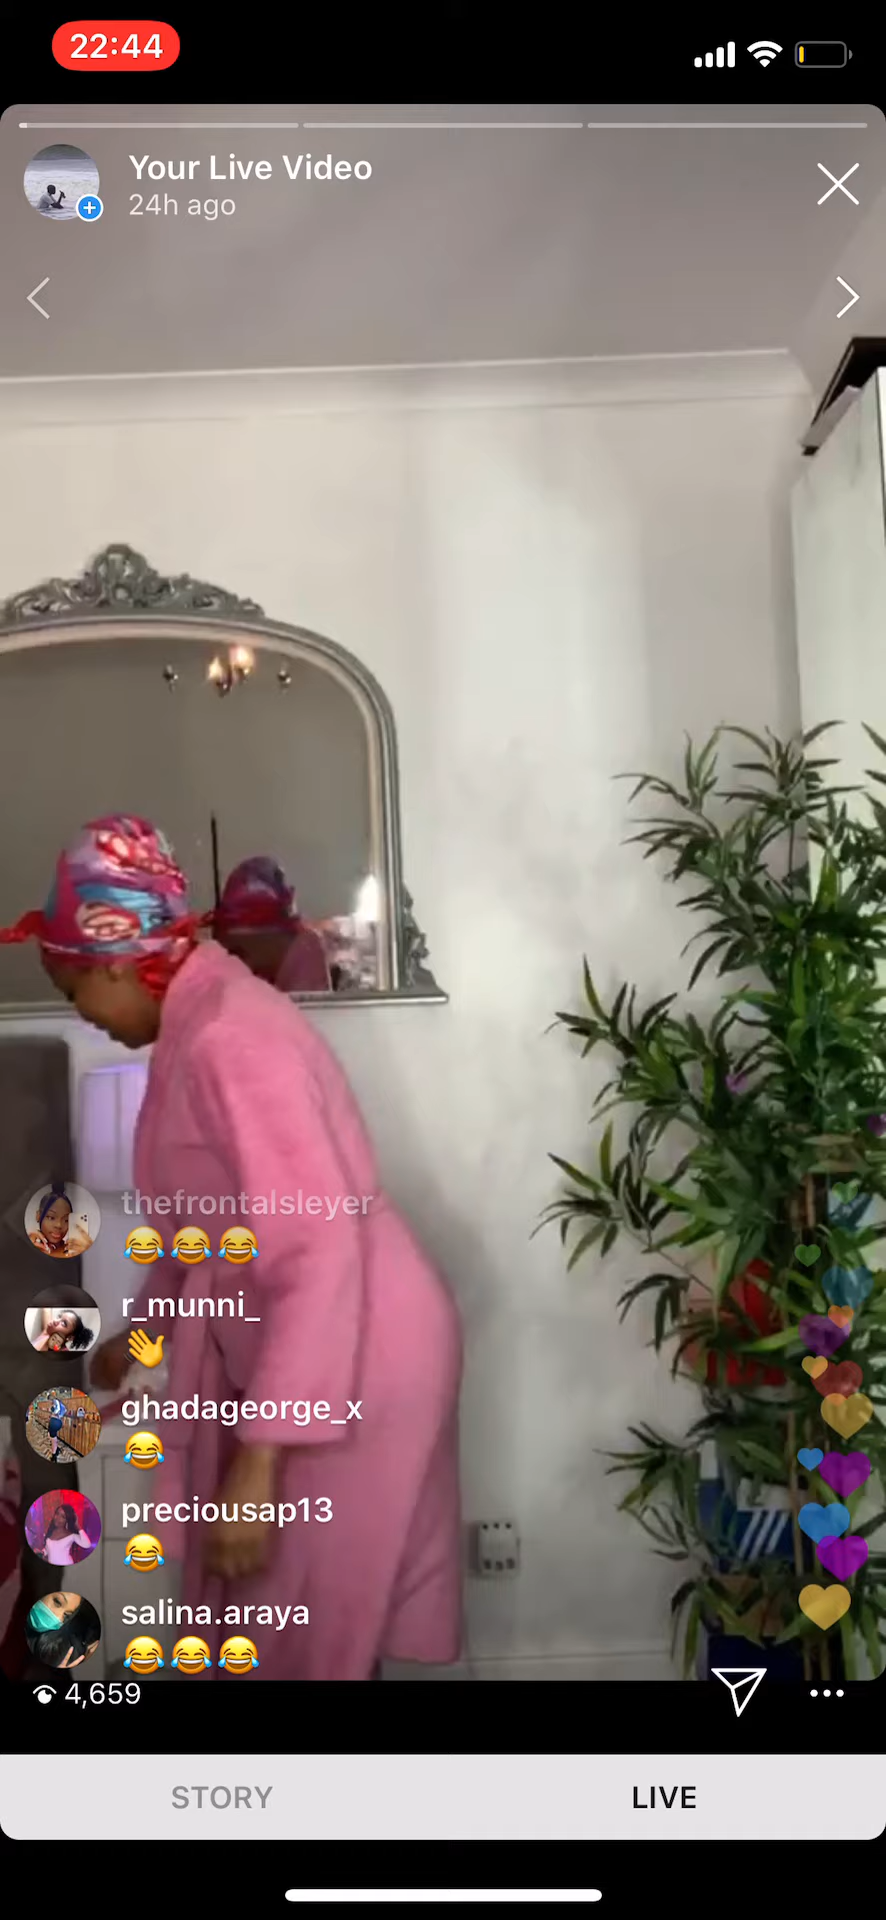 22:44
Your Live Video
24h ago
thefrontalsleyer
😂😂😂
r_munni_
👋
ghadageorge_x
😂
preciousap13
😂
salina.araya
😂😂😂
4,659
STORY
LIVE